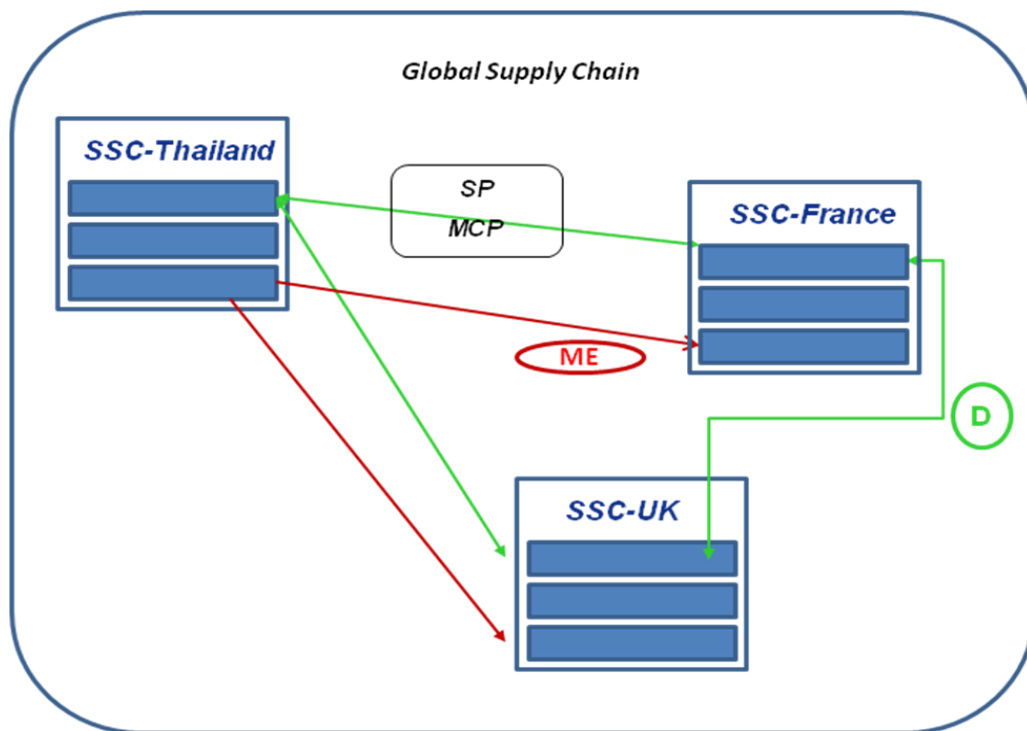 Global Supply Chain
SSC-Thailand
SP
MCP
SSC-France
ME
D
SSC-UK